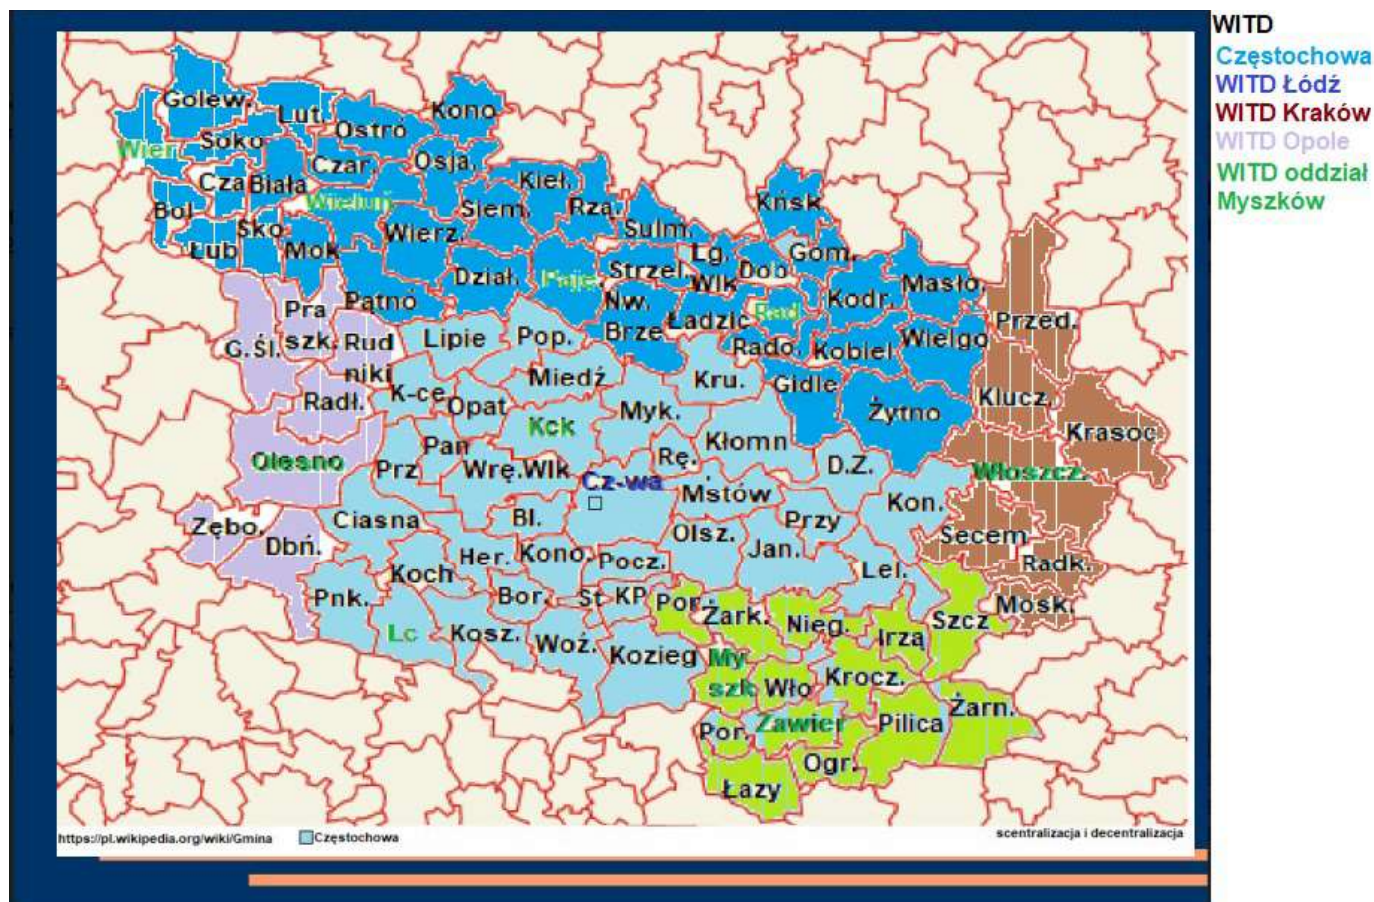 WITD
Częstochowa
WITD Łódź
WITD Kraków
WITD Opole
WITD oddział
Myszków
Golew.
Lut.
Kono
Ostró
Soko
Wier
Czar.
Osja.
Cza
Biała
Kieł.
Wieluń
Siem.
Rzą.
Kńsk
Bol
Sko
Wierz.
Sulm.
Łub
Mok
Lg.
Gom.
Strzel.
Wlk
Dob
Dział.
Paję.
Masło.
Kodr.
Pątnó
Nw.
Brze
Ładzic
Rad
Pra
szk.
Przed.
G. Śl.
Rud
niki
Lipie
Pop.
Rado.
Kobiel
Wielgo
Miedź
Kru.
Gidle
K-ce
Klucz.
Radł.
Opat
Myk.
Żytno
Kck
Kłomn
Krasoc
Pan
Olesno
Prz
Wrę.Wlk
Rę.
D.Z.
Włoszcz.
Cz-wa
Mstów
Kon.
Zębo.
Ciasna
Bl.
Przy
Dbń.
Olsz.
Jan.
Secem
Her.
Kono.
Pocz.
Radk.
Koch
Lel.
Pnk.
Bor.
St
KP
Por.
Żark.
Mosk.
Szcz
Lc
Kosz.
Woź.
Nieg.
Irzą
Kozieg
My
szk
Wło
Krocz.
Por.
Zawier
Pilica
Żarn.
Ogr.
Łazy
https://pl.wikipedia.org/wiki/Gmina
Częstochowa
scentralizacja i decentralizacja